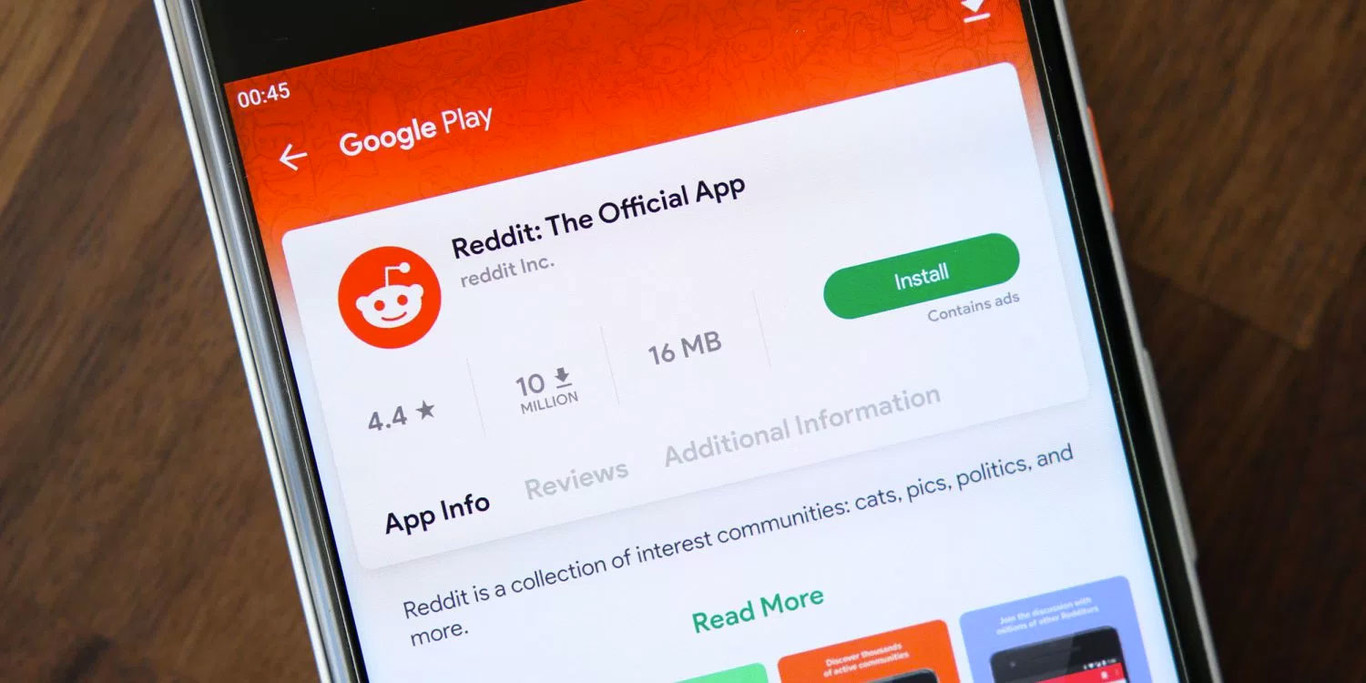 00:45
Google Play
Reddit: The Official App
reddit Inc.
Install
Contains ads
4.4 ★
10
MILLION
16 MB
App Info
Reviews
Additional Information
Reddit is a collection of interest communities: cats, pics, politics, and
more.
Read More
Discover thousands
of active communities
Join the discussion with
millions of other Redditors